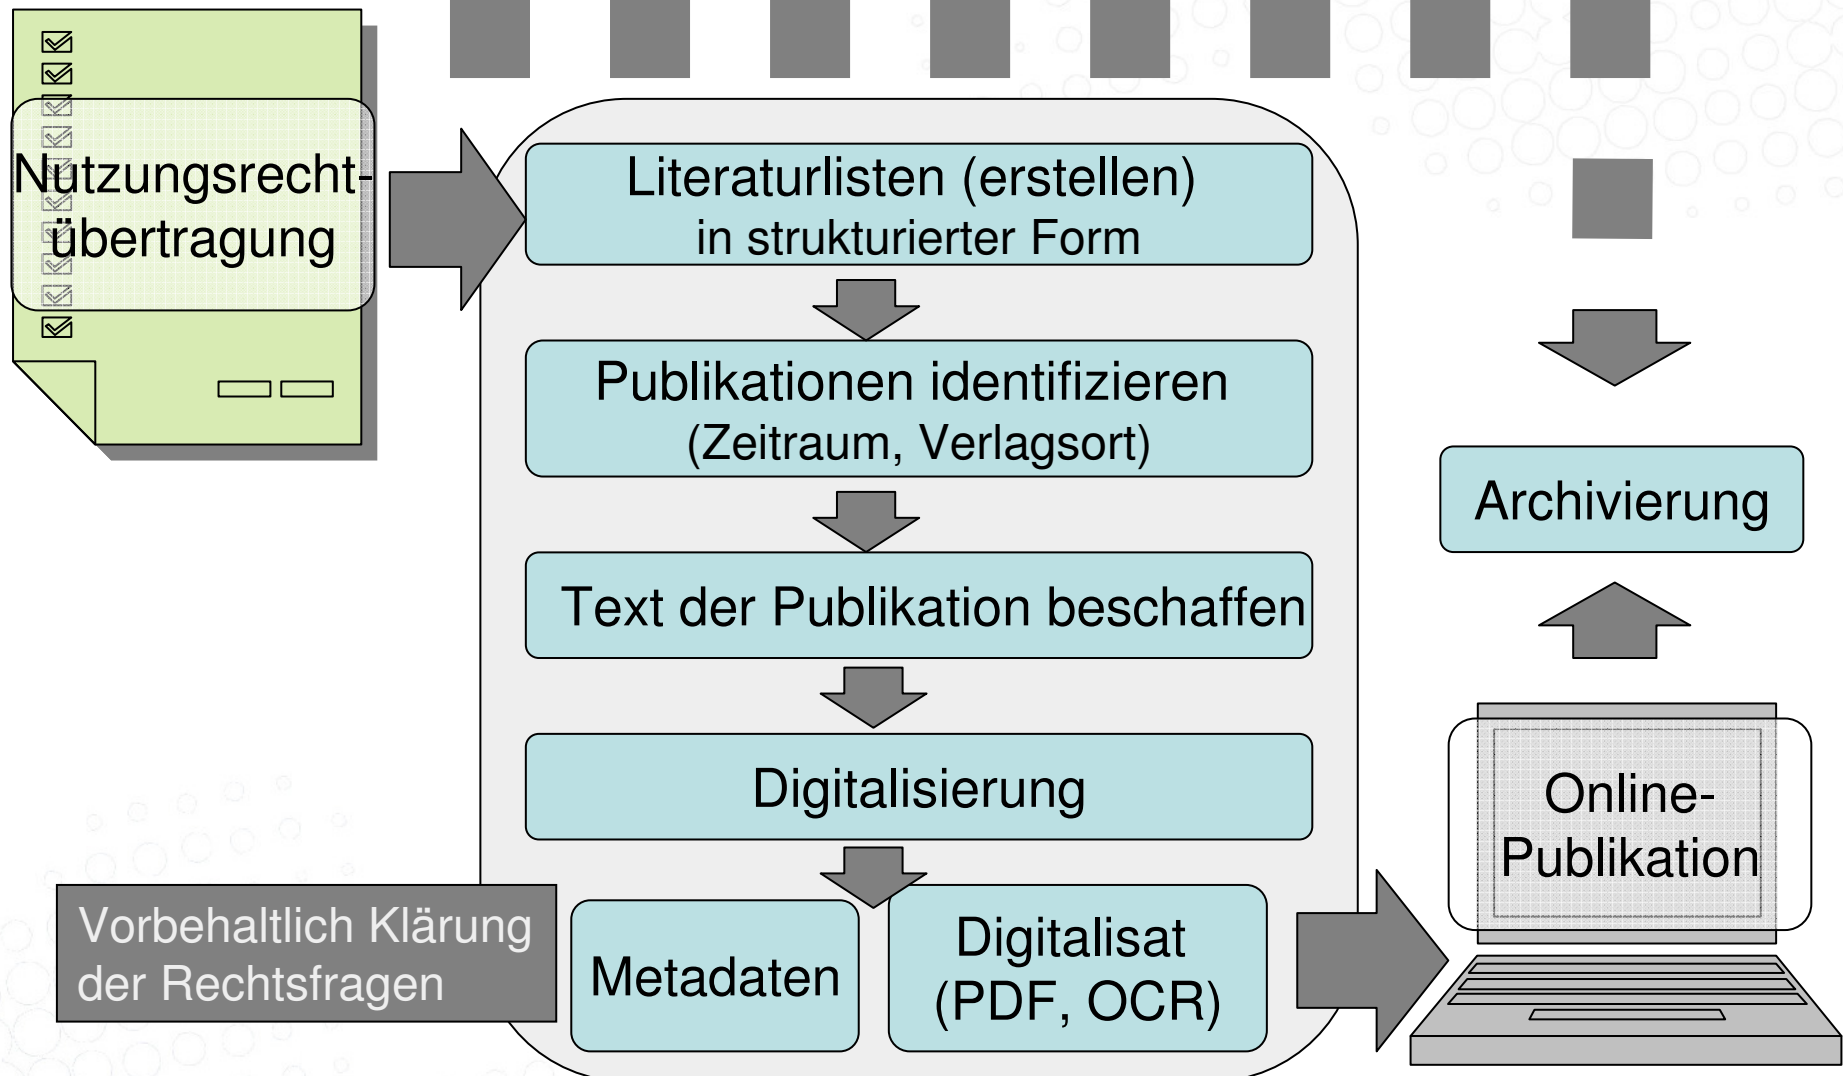 Nutzungsrecht-
übertragung
Literaturlisten (erstellen)
in strukturierter Form
Publikationen identifizieren
(Zeitraum, Verlagsort)
Text der Publikation beschaffen
Digitalisierung
Metadaten
Digitalisat
(PDF, OCR)
Vorbehaltlich Klärung
der Rechtsfragen
Archivierung
Online-
Publikation